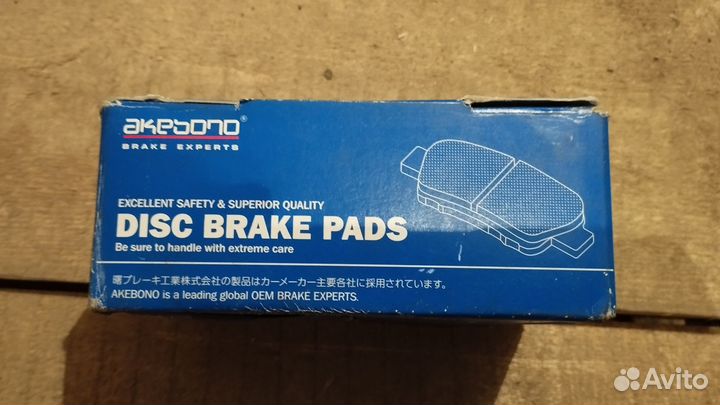 akebono®
BRAKE EXPERTS
EXCELLENT SAFETY & SUPERIOR QUALITY
DISC BRAKE PADS
Be sure to handle with extreme care
曙ブレーキ工業株式会社の製品はカーメーカー主要各社に採用されています。
AKEBONO is a leading global OEM BRAKE EXPERTS.
Avito